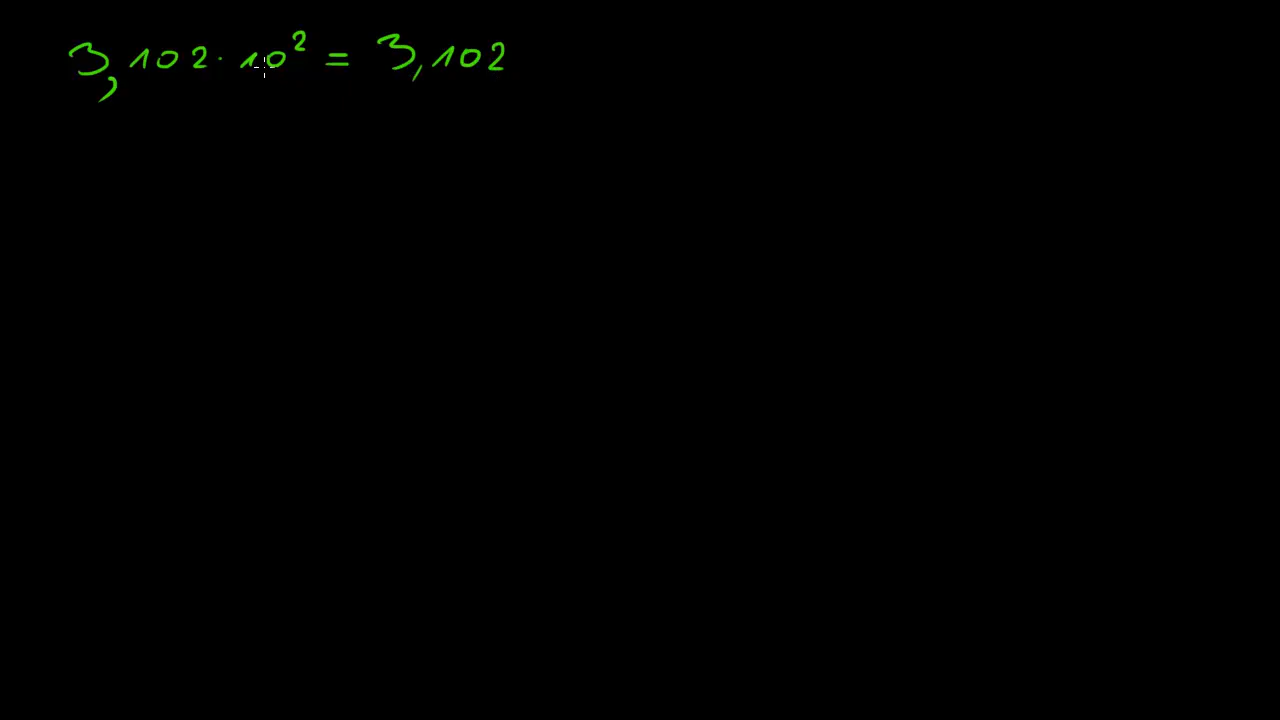 3,102 · 10² = 3,102